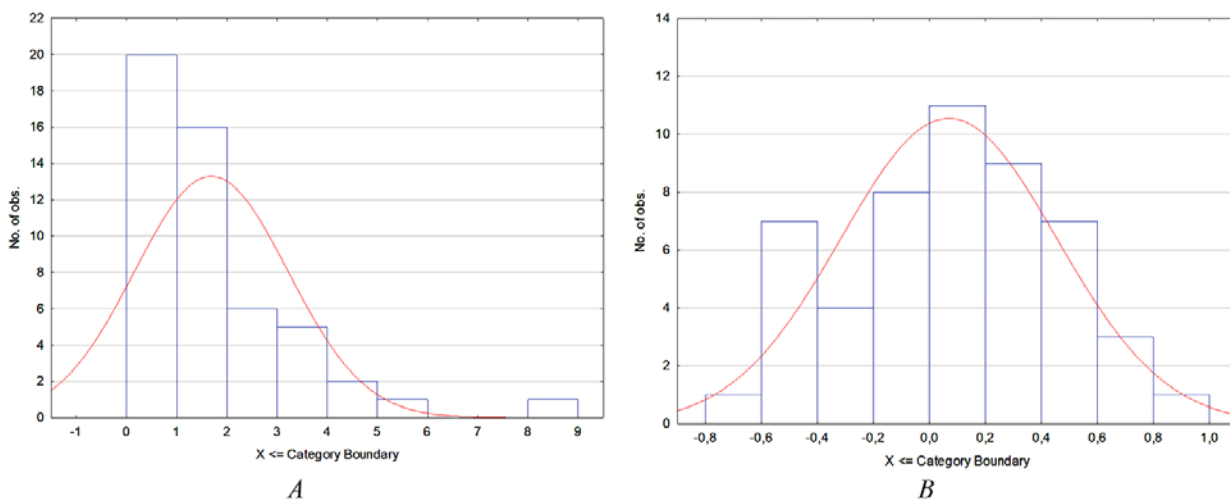 22
20
18
16
14
12
10
8
6
4
2
0
No. of obs.
-1 0 1 2 3 4 5 6 7 8 9
X <= Category Boundary
A
14
12
10
8
6
4
2
0
No. of obs.
-0,8 -0,6 -0,4 -0,2 0,0 0,2 0,4 0,6 0,8 1,0
X <= Category Boundary
B